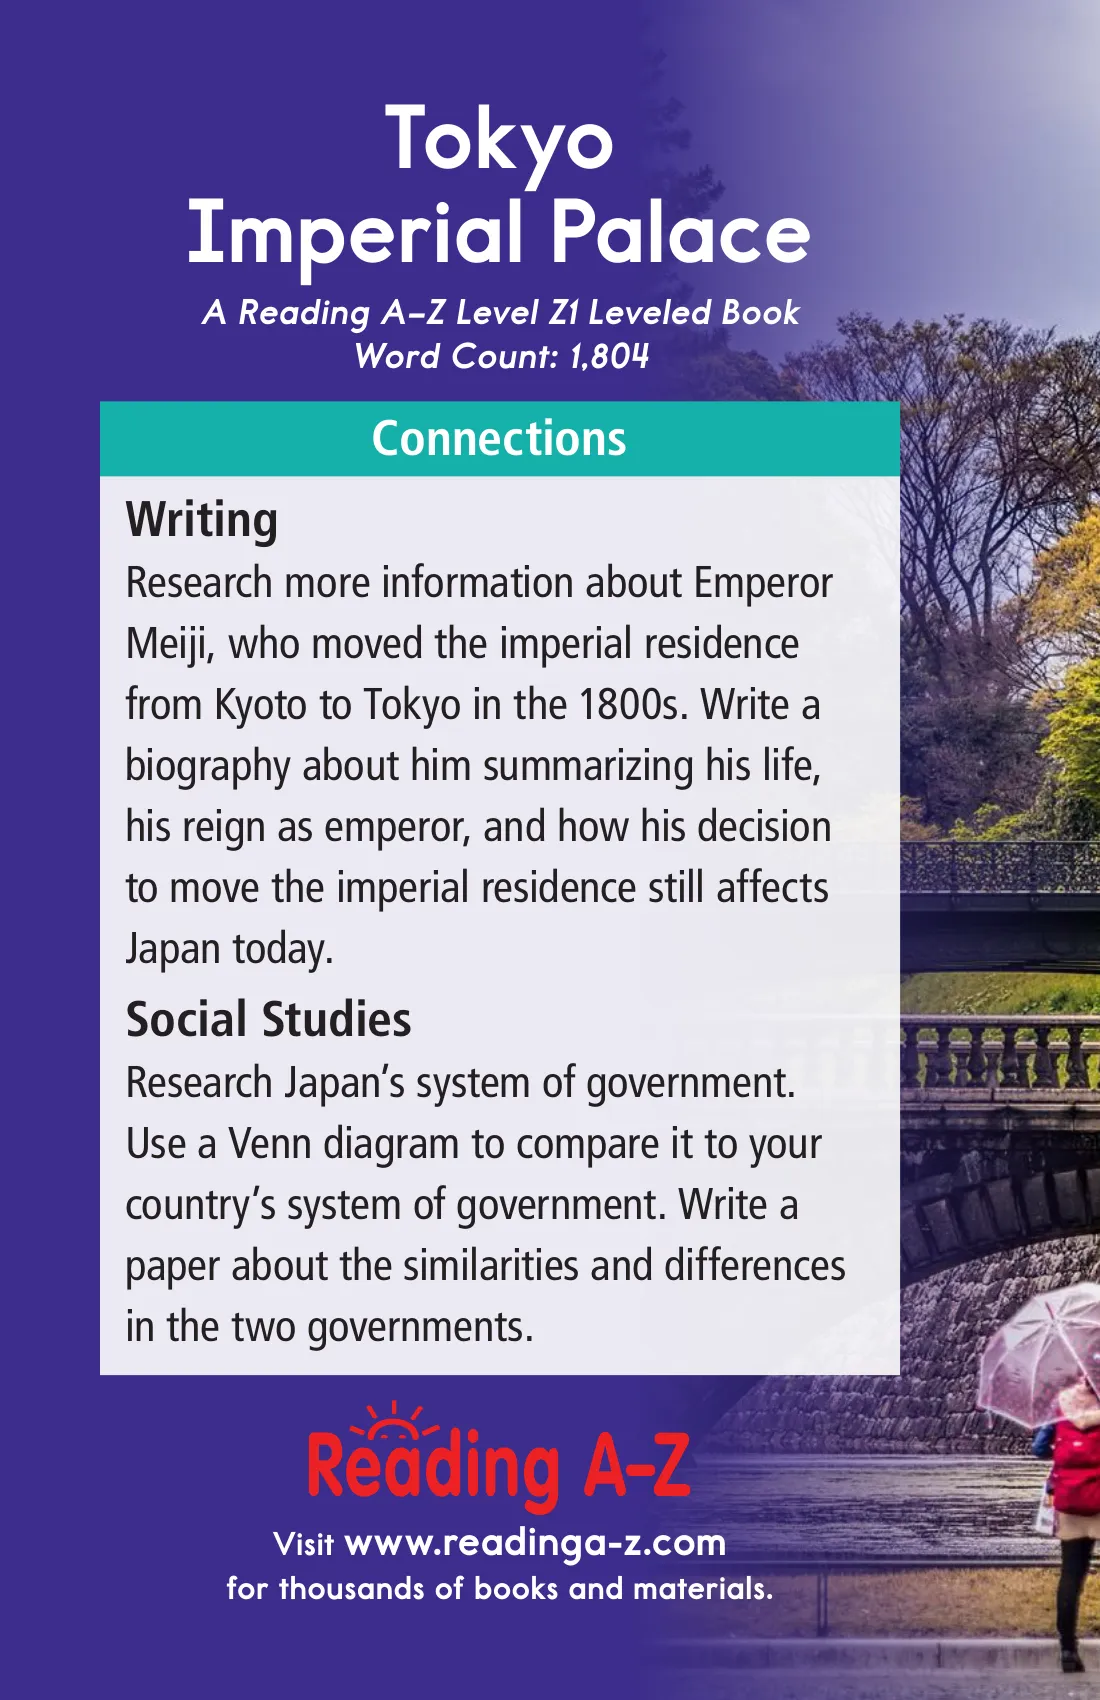 Tokyo
Imperial Palace
A Reading A–Z Level Z1 Leveled Book
Word Count: 1,804
Connections
Writing
Research more information about Emperor
Meiji, who moved the imperial residence
from Kyoto to Tokyo in the 1800s. Write a
biography about him summarizing his life,
his reign as emperor, and how his decision
to move the imperial residence still affects
Japan today.
Social Studies
Research Japan’s system of government.
Use a Venn diagram to compare it to your
country’s system of government. Write a
paper about the similarities and differences
in the two governments.
Reading A–Z
Visit www.readinga-z.com
for thousands of books and materials.